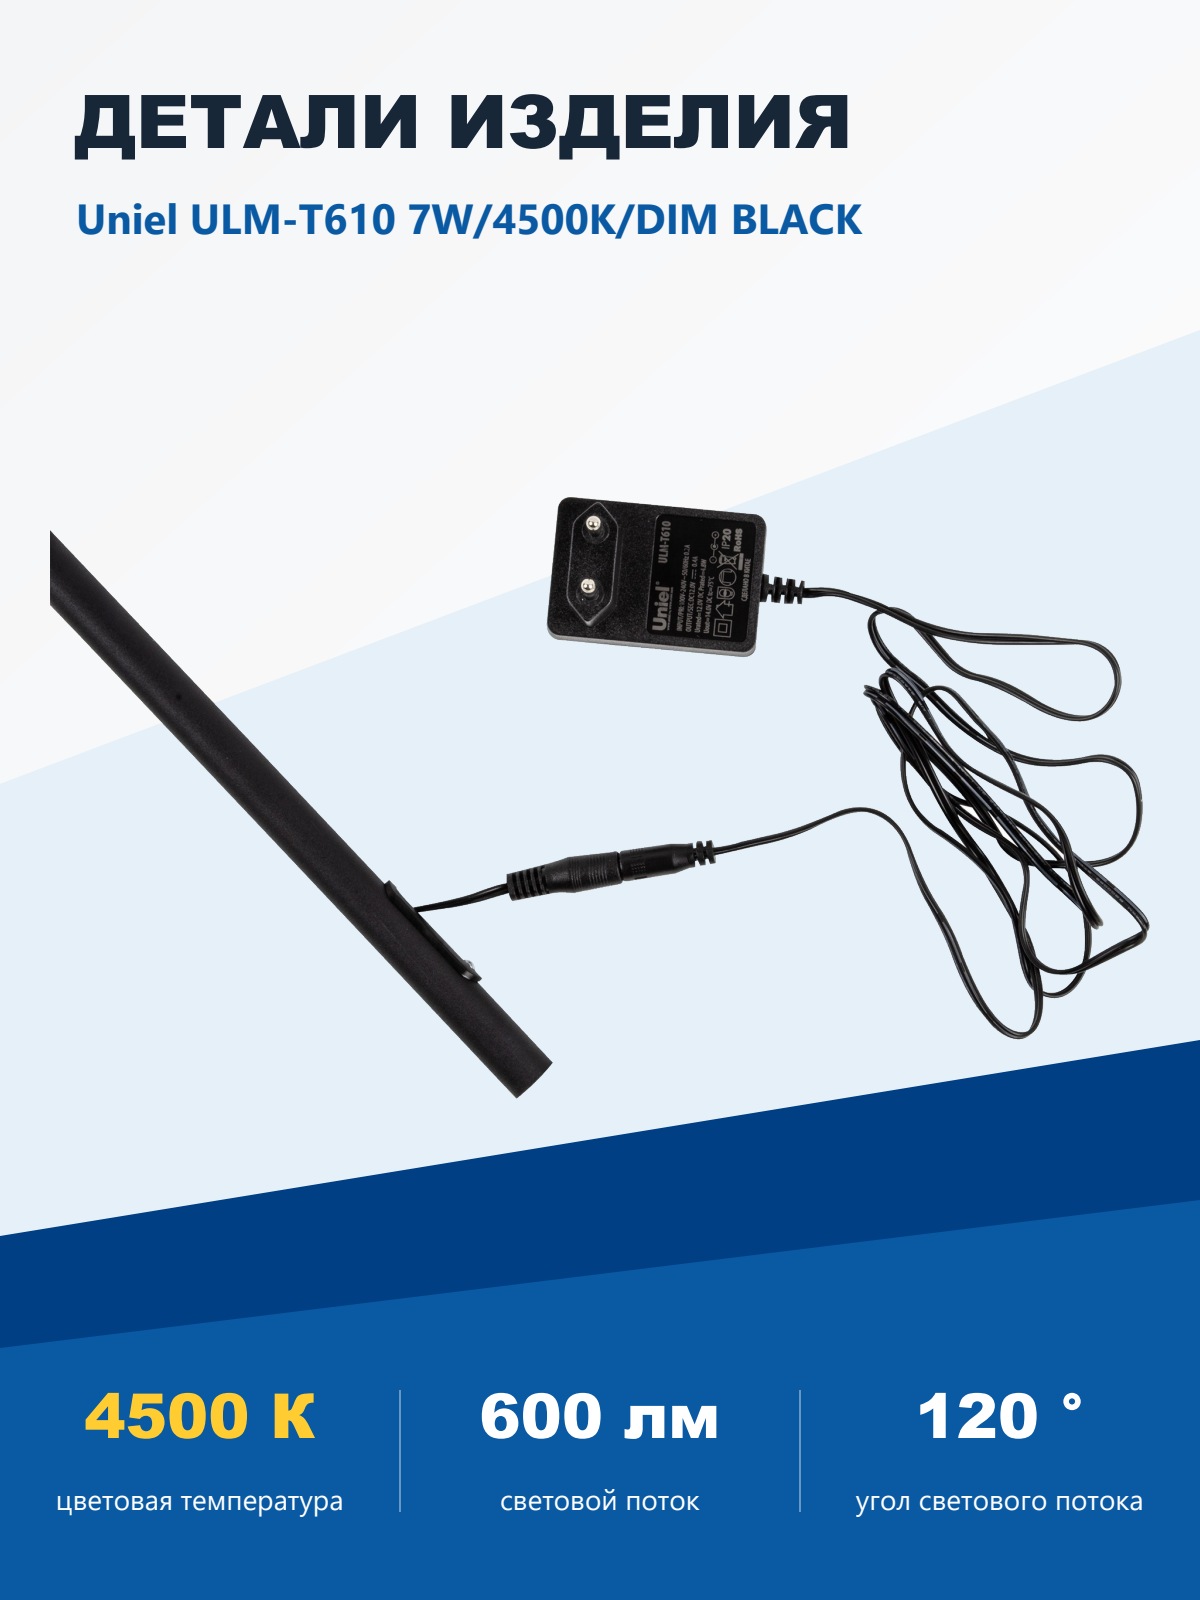 ДЕТАЛИ ИЗДЕЛИЯ
Uniel ULM-T610 7W/4500K/DIM BLACK
Uniel ULM-T610
IP20
RoHS
4500 К
600 лм
120 °
цветовая температура
световой поток
угол светового потока